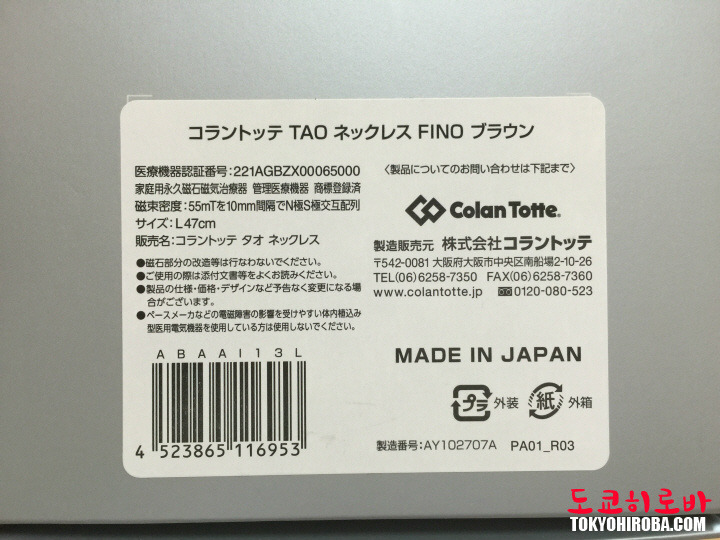 コラントッテ TAO ネックレス FINO ブラウン
医療機器認証番号:221AGBZX00065000
家庭用永久磁石磁気治療器 管理医療機器 商標登録済
磁束密度:55mTを10mm間隔でN極S極交互配列
サイズ:L 47cm
販売名:コラントッテ タオ ネックレス
●磁石部分の改造等は行なわないでください。
●ご使用の際は添付文書等をよくお読みください。
●製品の仕様・価格・デザインなど予告なく変更になる場
合がございます。
●ペースメーカなどの電磁障害の影響を受けやすい体内植込み
型医用電気機器を使用している方は使用しないでください。
ABAAI13L
4 523865 116953
〈製品についてのお問い合わせは下記まで〉
Colan Totte®
製造販売元 株式会社コラントッテ
〒542-0081 大阪府大阪市中央区南船場2-10-26
TEL(06)6258-7350 FAX(06)6258-7360
www.colantotte.jp 0120-080-523
MADE IN JAPAN
プラ 外装 紙 外箱
製造番号:AY102707A PA01_R03
도쿄히로바
TOKYOHIROBA.COM